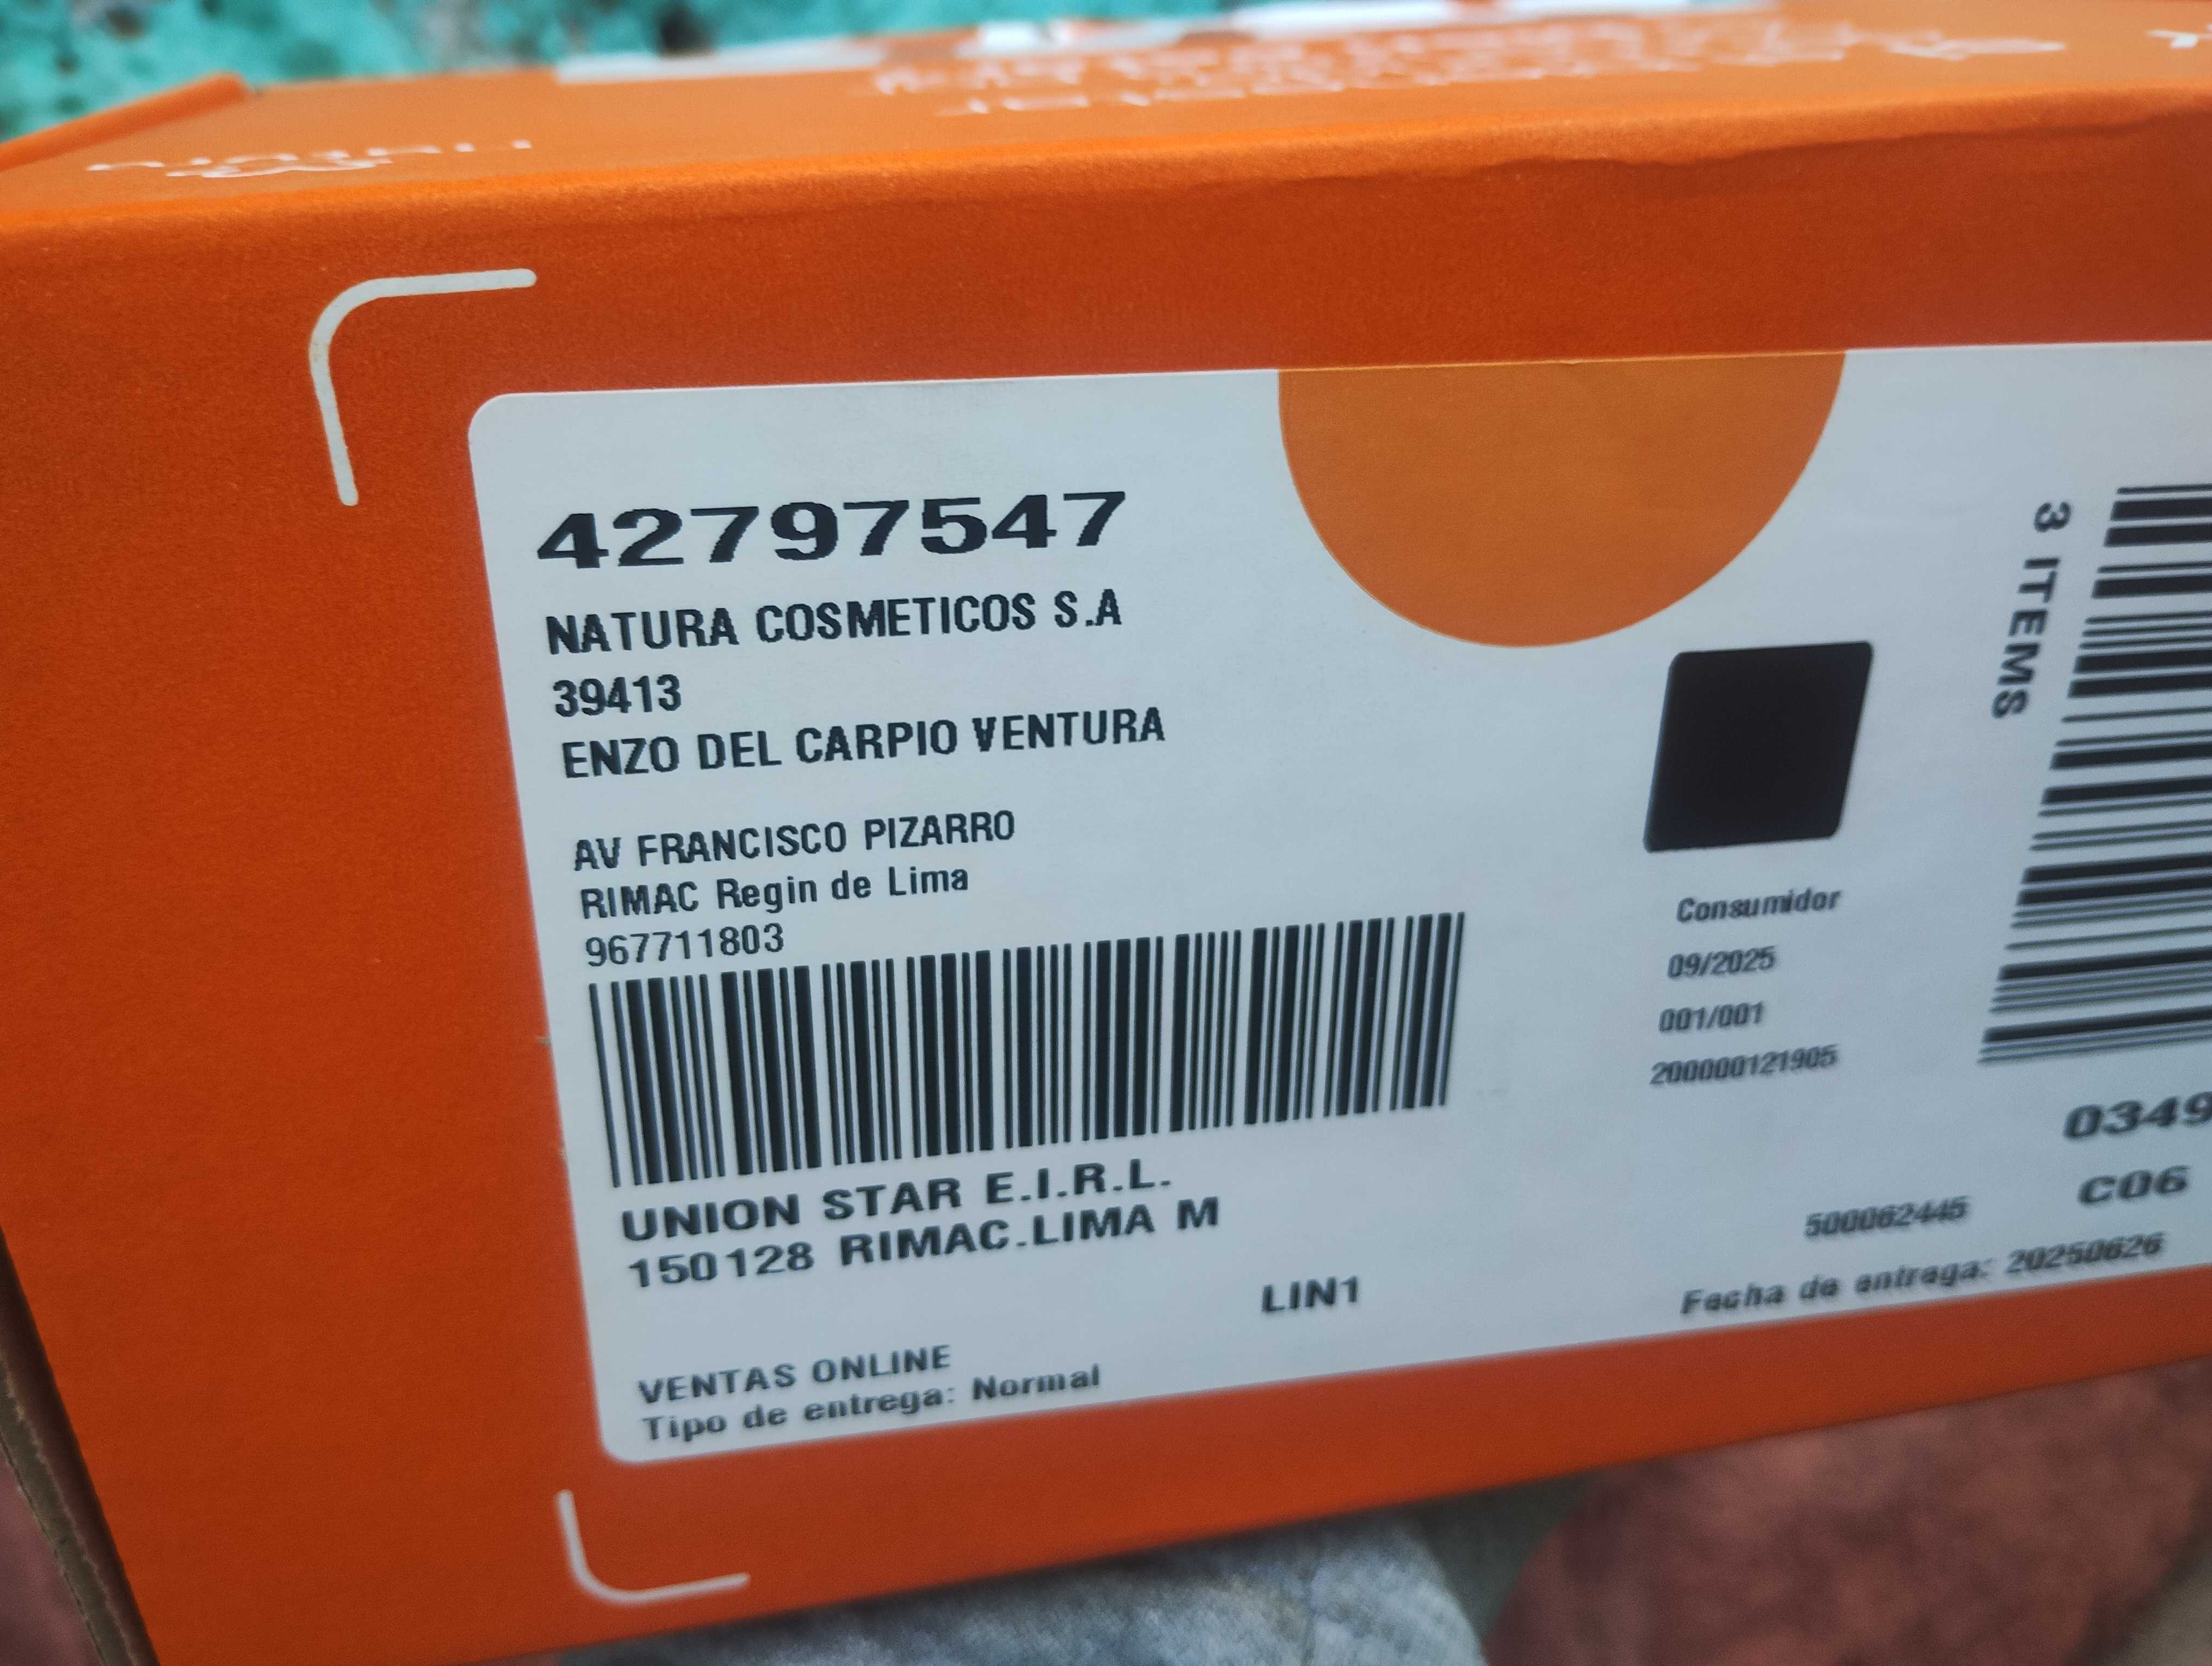 natura
42797547
NATURA COSMETICOS S.A
39413
ENZO DEL CARPIO VENTURA
AV FRANCISCO PIZARRO
RIMAC Regin de Lima
967711803
UNION STAR E.I.R.L.
150128 RIMAC.LIMA M
LIN1
VENTAS ONLINE
Tipo de entrega: Normal
Consumidor
09/2025
001/001
200000121905
3 ITEMS
0349
C06
500062445
Fecha de entrega: 20250626